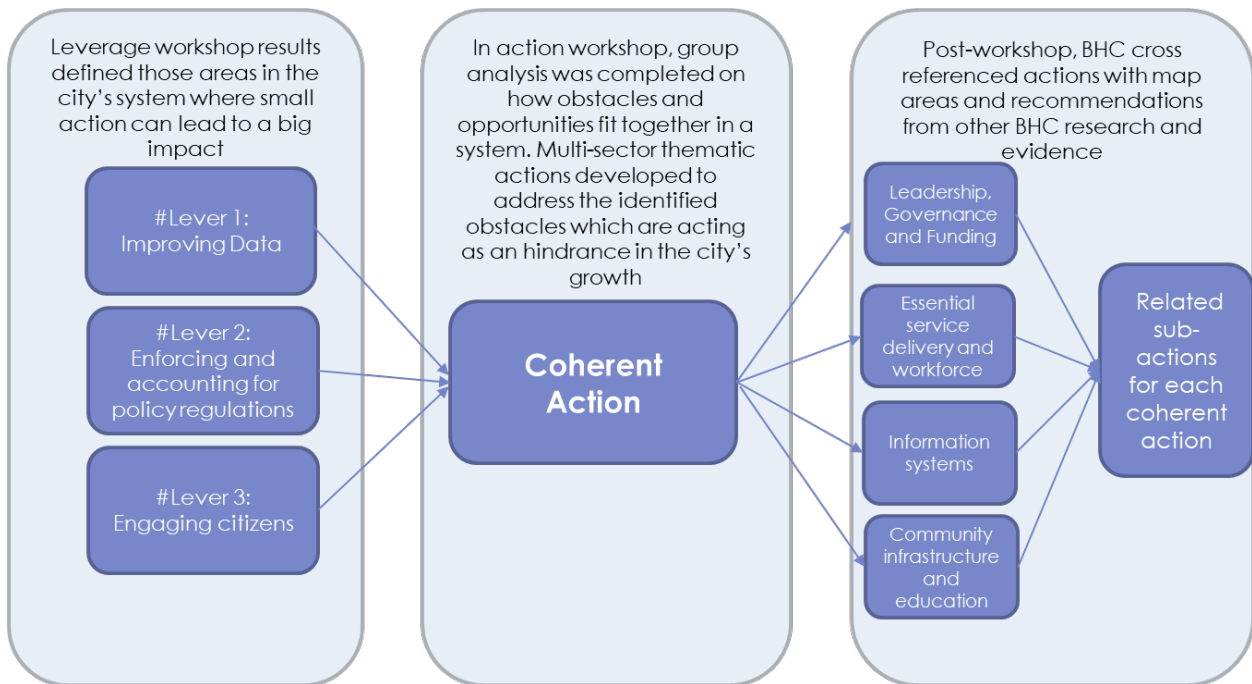 Leverage workshop results
defined those areas in the
city's system where small
action can lead to a big
impact
#Lever 1:
Improving Data
#Lever 2:
Enforcing and
accounting for
policy regulations
#Lever 3:
Engaging citizens
In action workshop, group
analysis was completed on
how obstacles and
opportunities fit together in a
system. Multi-sector thematic
actions developed to
address the identified
obstacles which are acting
as an hindrance in the city's
growth
Coherent
Action
Post-workshop, BHC cross
referenced actions with map
areas and recommendations
from other BHC research and
evidence
Leadership,
Governance
and Funding
Essential
service
delivery and
workforce
Information
systems
Community
infrastructure
and
education
Related
sub-
actions
for each
coherent
action